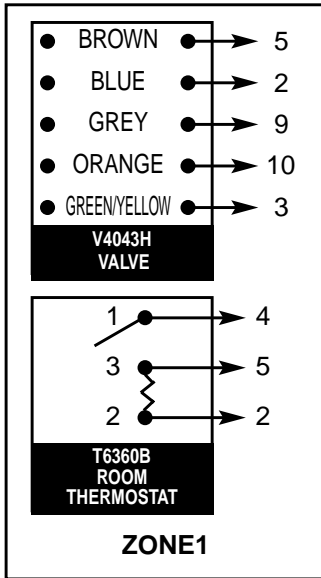 BROWN 5
BLUE 2
GREY 9
ORANGE 10
GREEN/YELLOW 3
V4043H
VALVE
1 4
3 5
2 2
T6360B
ROOM
THERMOSTAT
ZONE1